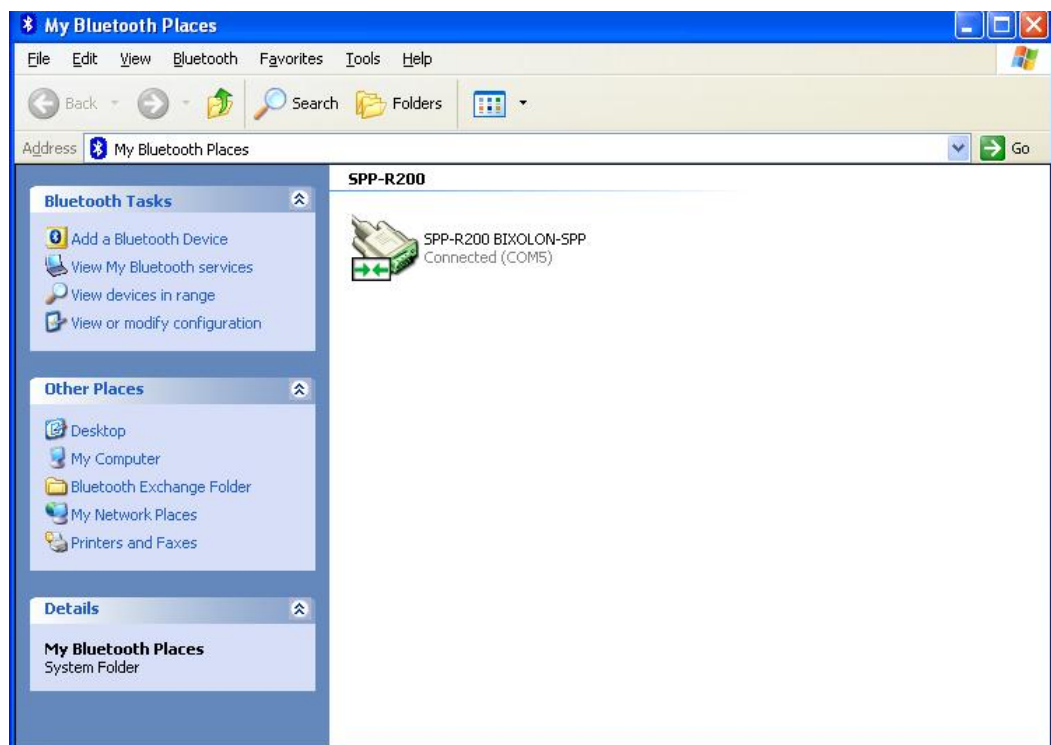 My Bluetooth Places
File Edit View Bluetooth Favorites Tools Help
Back Search Folders
Address My Bluetooth Places Go
Bluetooth Tasks
Add a Bluetooth Device
View My Bluetooth services
View devices in range
View or modify configuration
Other Places
Desktop
My Computer
Bluetooth Exchange Folder
My Network Places
Printers and Faxes
Details
My Bluetooth Places
System Folder
SPP-R200
SPP-R200 BIXOLON-SPP
Connected (COM5)